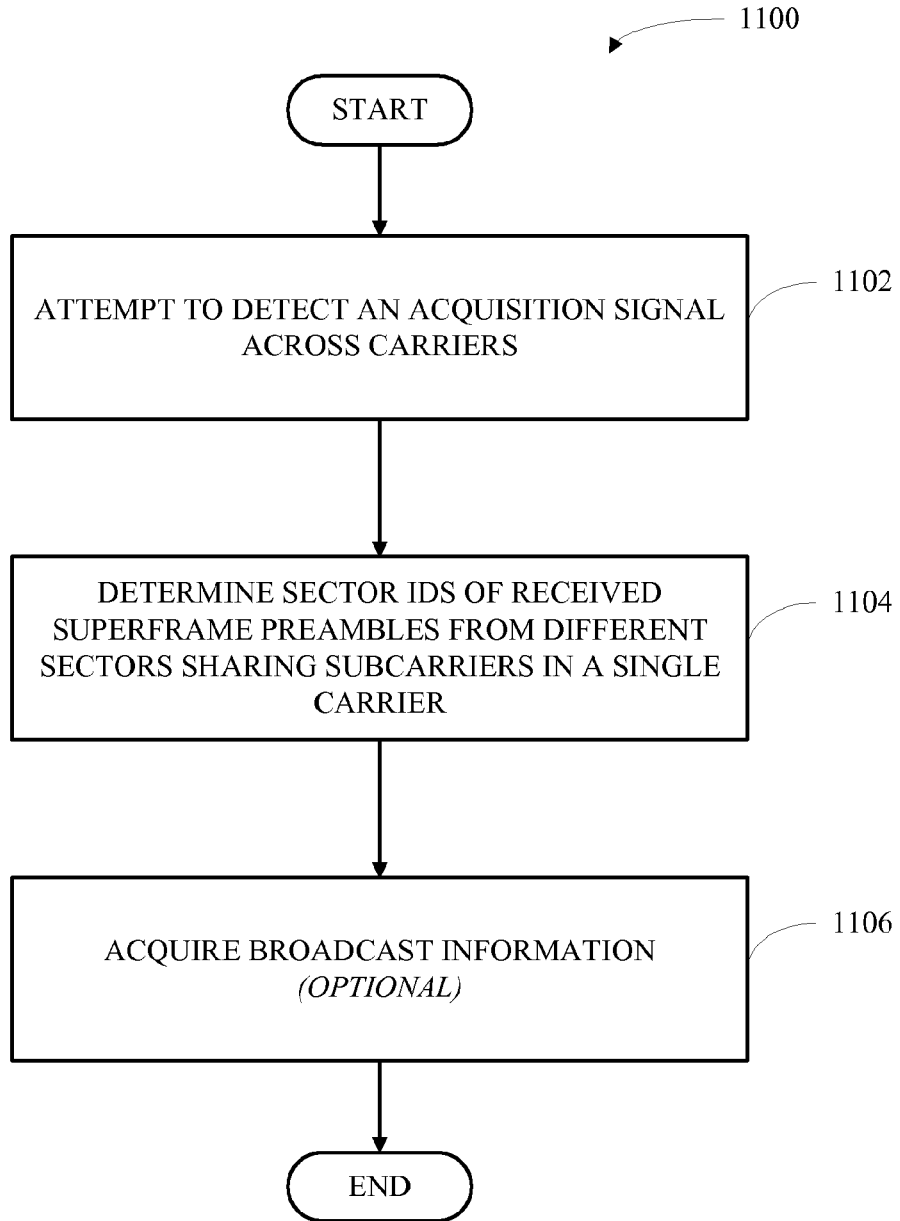 1100
START
ATTEMPT TO DETECT AN ACQUISITION SIGNAL
ACROSS CARRIERS
1102
DETERMINE SECTOR IDS OF RECEIVED
SUPERFRAME PREAMBLES FROM DIFFERENT
SECTORS SHARING SUBCARRIERS IN A SINGLE
CARRIER
1104
ACQUIRE BROADCAST INFORMATION
(OPTIONAL)
1106
END